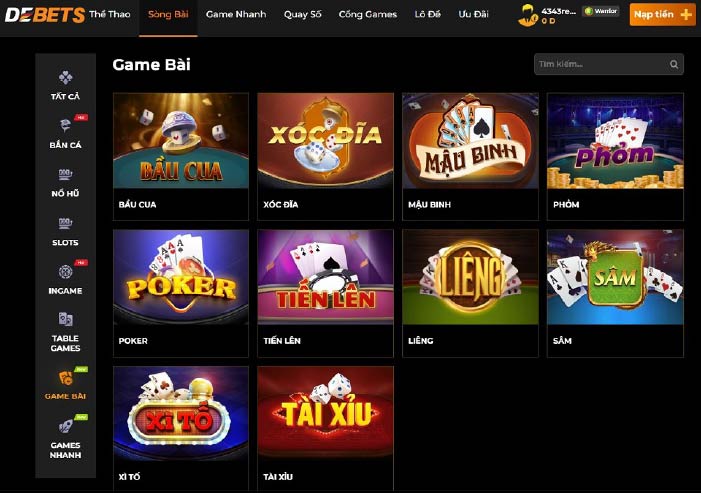 DEBETS
Thể Thao Sòng Bài Game Nhanh Quay Số Cổng Games Lô Đề Ưu Đãi
4343re... Warrior
0 Đ
Nạp tiền
Game Bài
Tìm kiếm...
TẤT CẢ
Hot
BẮN CÁ
NỔ HŨ
SLOTS
Hot
INGAME
TABLE
GAMES
New
GAME BÀI
New
GAMES
NHANH
BẦU CUA
XÓC ĐĨA
MẬU BINH
Phỏm
BẦU CUA
XÓC ĐĨA
MẬU BINH
PHỎM
POKER
TIẾN LÊN
LIÊNG
SÂM
POKER
TIẾN LÊN
LIÊNG
SÂM
XÌ TỐ
TÀI XỈU
XÌ TỐ
TÀI XỈU